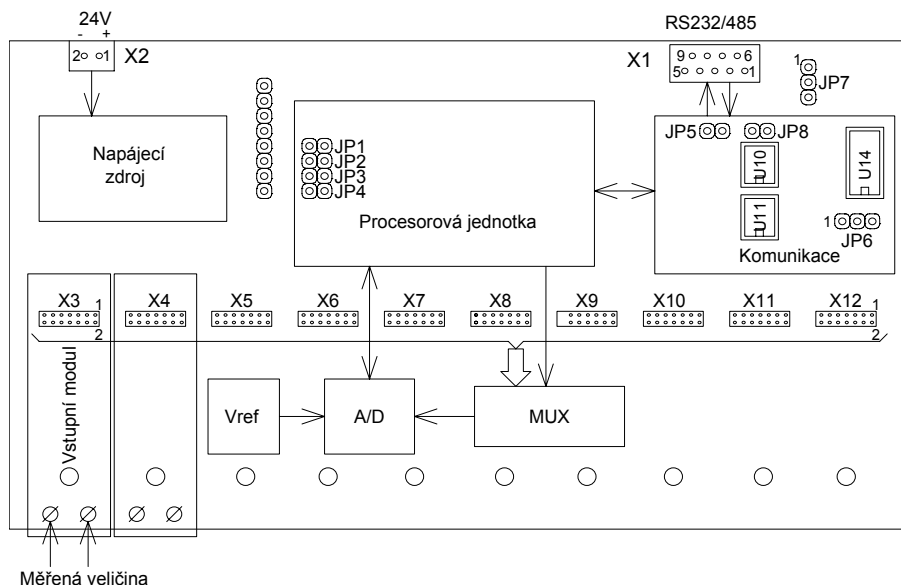 24V
- +
2 1
X2
RS232/485
X1
9 6
5 1
1
JP7
JP5
JP8
Napájecí
zdroj
JP1
JP2
JP3
JP4
Procesorová jednotka
U10
U14
U11
1
JP6
Komunikace
X3
X4
X5
X6
X7
X8
X9
X10
X11
X12
1
2
1
2
Vstupní modul
Vref
A/D
MUX
Měřená veličina